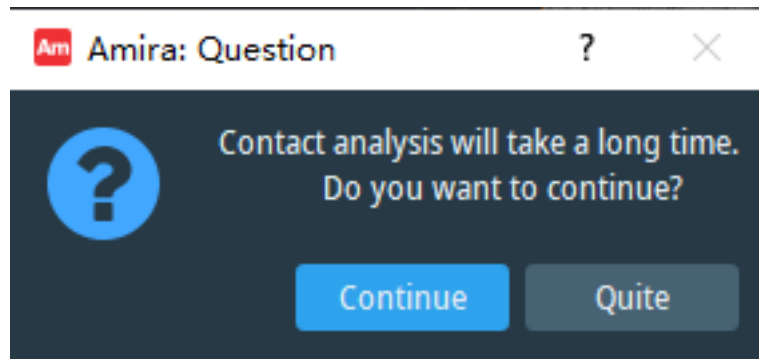 Am Amira: Question ?
Contact analysis will take a long time.
Do you want to continue?
Continue Quite